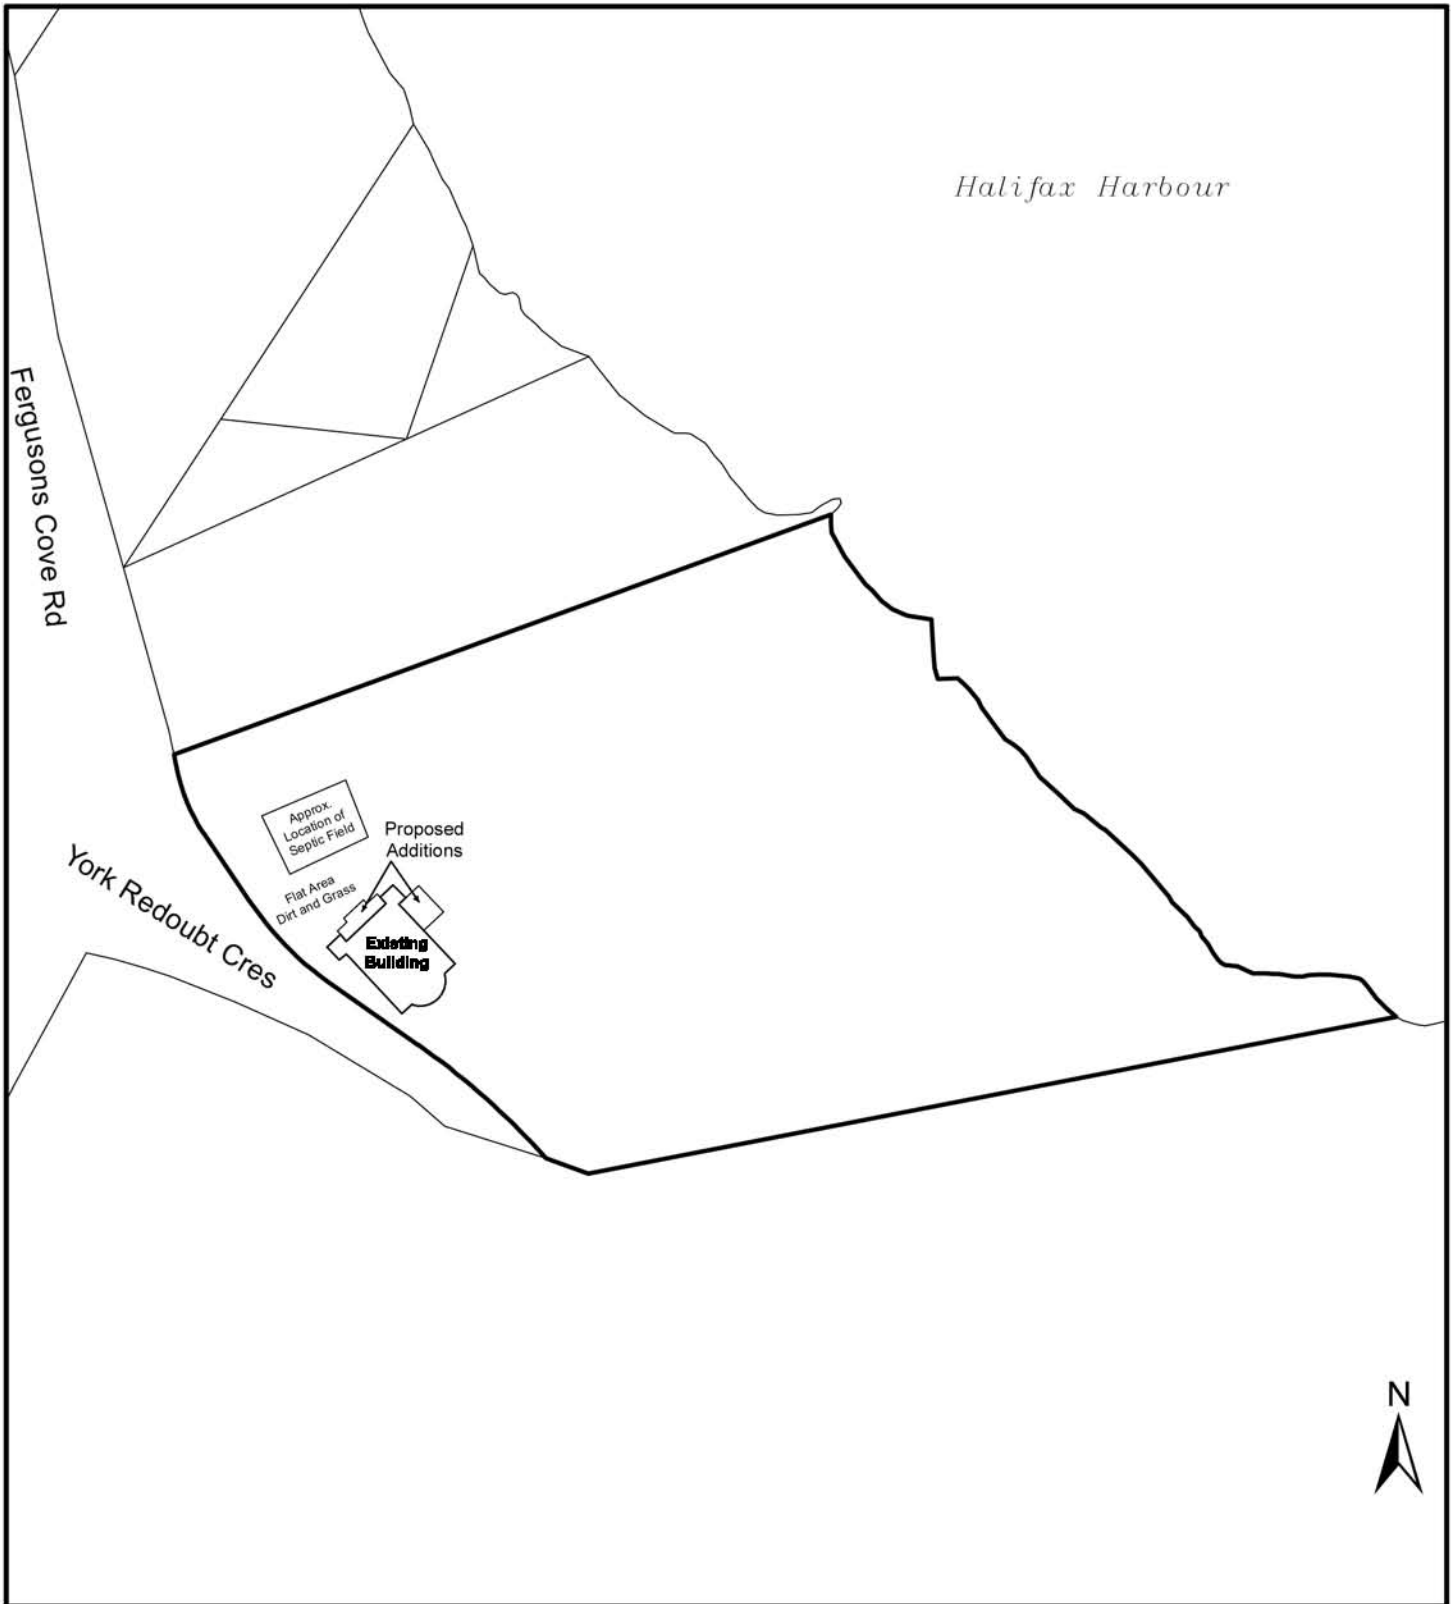 Halifax Harbour
Fergusons Cove Rd
Approx.
Location of
Septic Field
Proposed
Additions
York Redoubt Cres
Flat Area
Dirt and Grass
Existing
Building
N